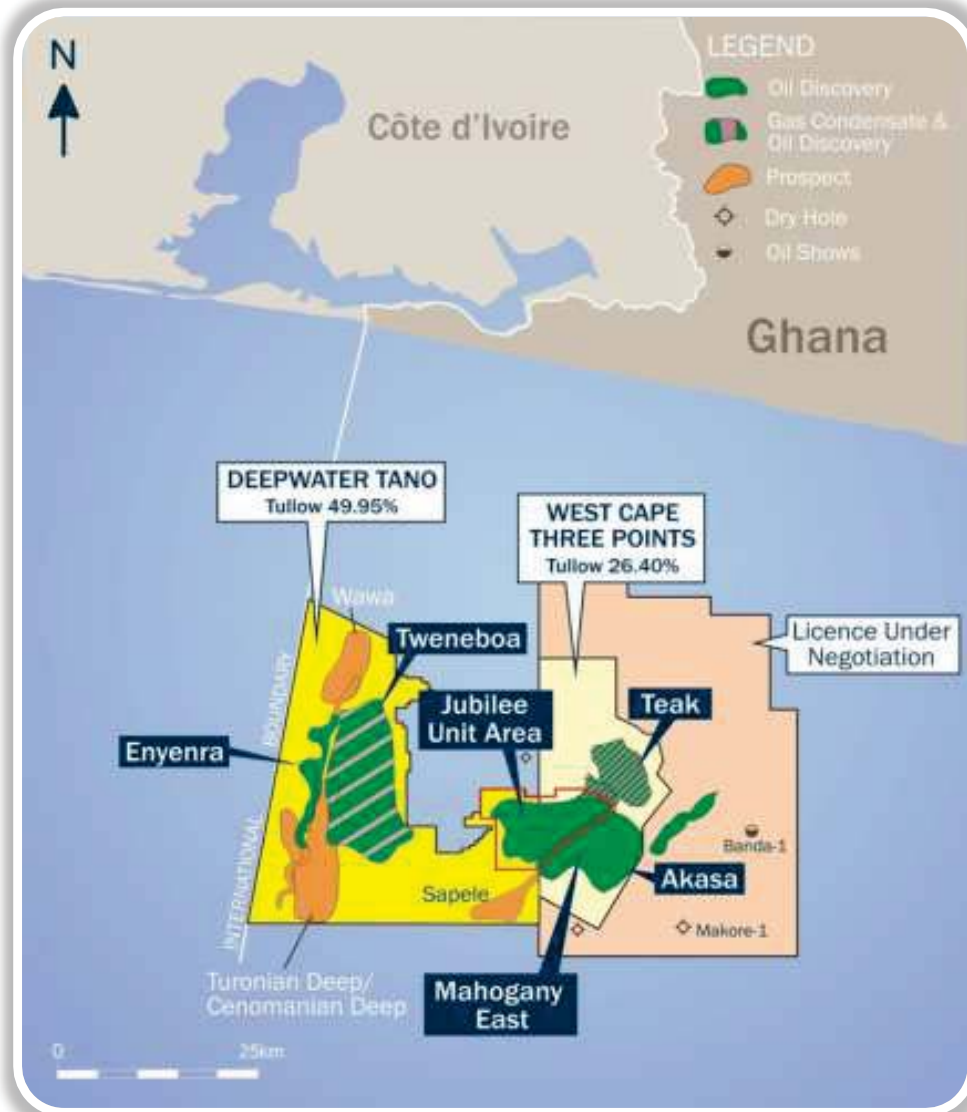 N
Côte d'Ivoire
LEGEND
Oil Discovery
Gas Condensate &
Oil Discovery
Prospect
Dry Hole
Oil Shows
Ghana
DEEPWATER TANO
Tullow 49.95%
WEST CAPE
THREE POINTS
Tullow 26.40%
Wawa
Tweneboa
Licence Under
Negotiation
Jubilee
Unit Area
Teak
BOUNDARY
Enyenra
INTERNATIONAL
Banda-1
Akasa
Sapele
Makore-1
Turonian Deep/
Cenomanian Deep
Mahogany
East
0
25km